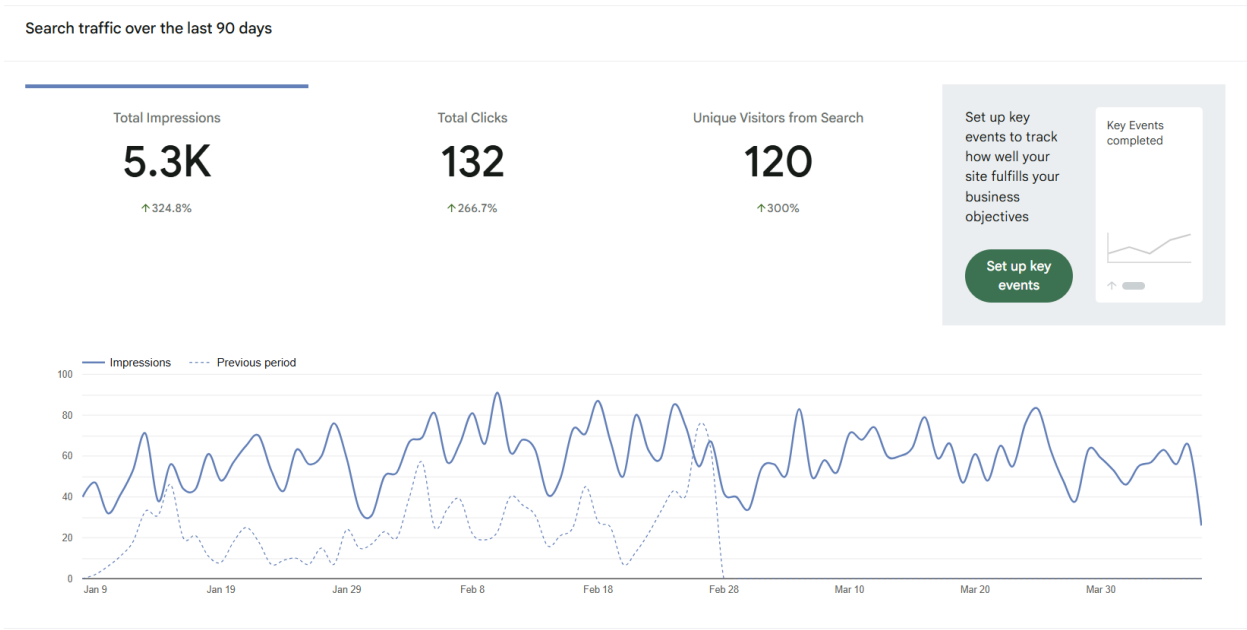 Search traffic over the last 90 days
Total Impressions
5.3K
↑324.8%
Total Clicks
132
↑266.7%
Unique Visitors from Search
120
↑300%
Set up key
events to track
how well your
site fulfills your
business
objectives
Set up key
events
Key Events
completed
Impressions
Previous period
100
80
60
40
20
0
Jan 9
Jan 19
Jan 29
Feb 8
Feb 18
Feb 28
Mar 10
Mar 20
Mar 30